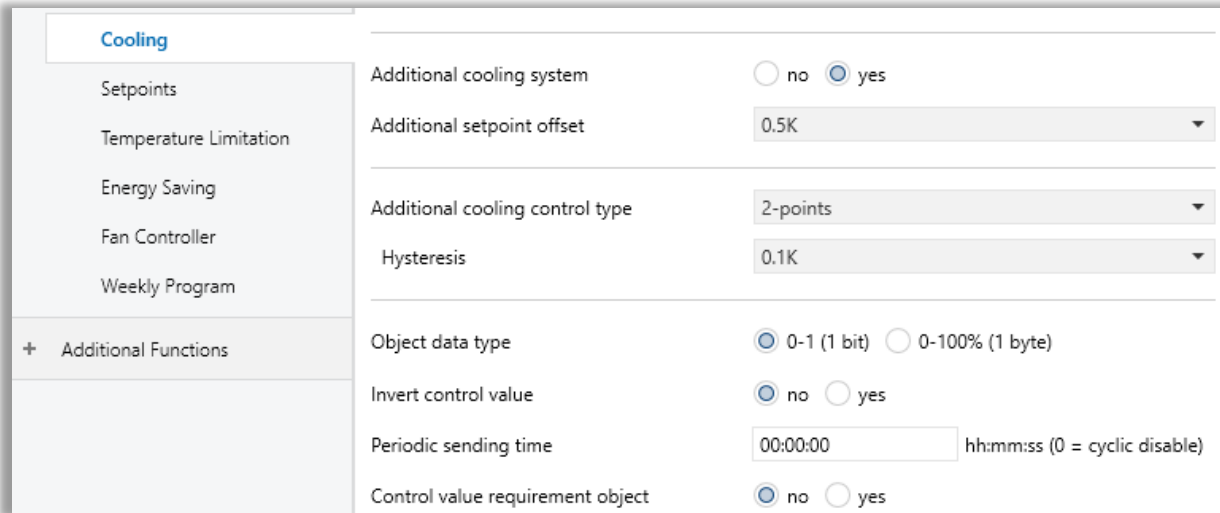 Cooling
Setpoints
Temperature Limitation
Energy Saving
Fan Controller
Weekly Program
+ Additional Functions
Additional cooling system no yes
Additional setpoint offset 0.5K
Additional cooling control type 2-points
Hysteresis 0.1K
Object data type 0-1 (1 bit) 0-100% (1 byte)
Invert control value no yes
Periodic sending time 00:00:00 hh:mm:ss (0 = cyclic disable)
Control value requirement object no yes